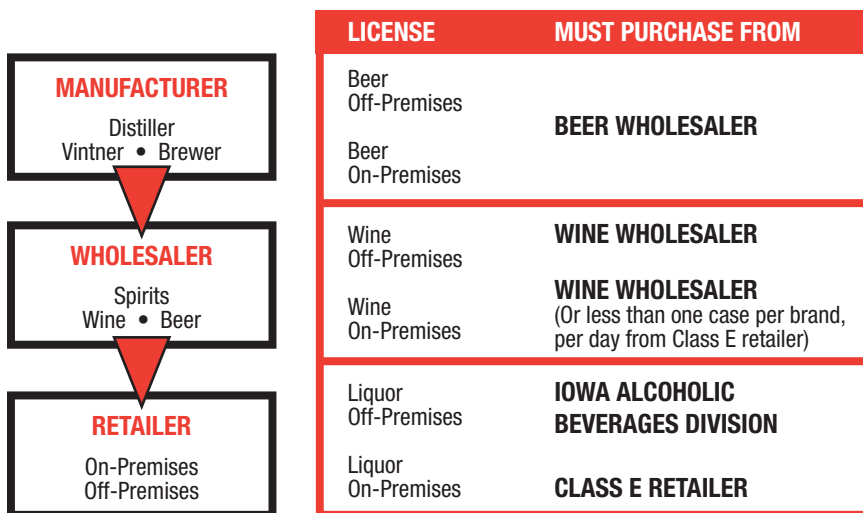 MANUFACTURER
Distiller
Vintner • Brewer
WHOLESALER
Spirits
Wine • Beer
RETAILER
On-Premises
Off-Premises
LICENSE MUST PURCHASE FROM
Beer
Off-Premises
BEER WHOLESALER
Beer
On-Premises
Wine
Off-Premises
WINE WHOLESALER
Wine
On-Premises
WINE WHOLESALER
(Or less than one case per brand,
per day from Class E retailer)
Liquor
Off-Premises
IOWA ALCOHOLIC
BEVERAGES DIVISION
Liquor
On-Premises
CLASS E RETAILER